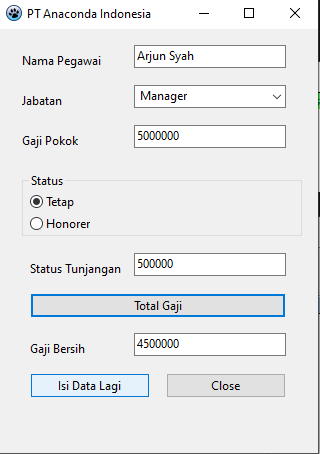 PT Anaconda Indonesia
Nama Pegawai Arjun Syah
Jabatan Manager
Gaji Pokok 5000000
Status
Tetap
Honorer
Status Tunjangan 500000
Total Gaji
Gaji Bersih 4500000
Isi Data Lagi Close